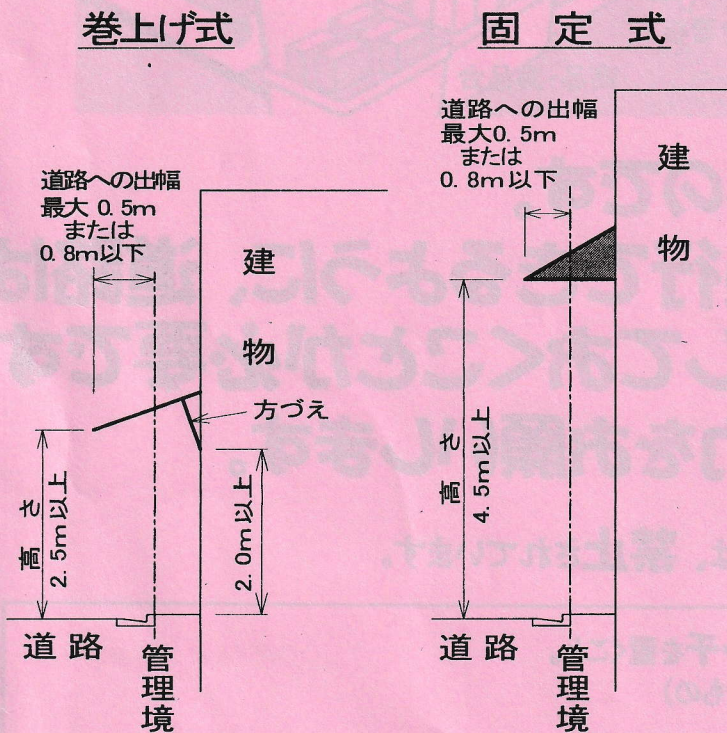 巻上げ式
道路への出幅
最大 0.5m
または
0.8m以下
建物
方づえ
高さ
2.5m以上
2.0m以上
道路
管理境
固定式
道路への出幅
最大0.5m
または
0.8m以下
建物
高さ
4.5m以上
道路
管理境